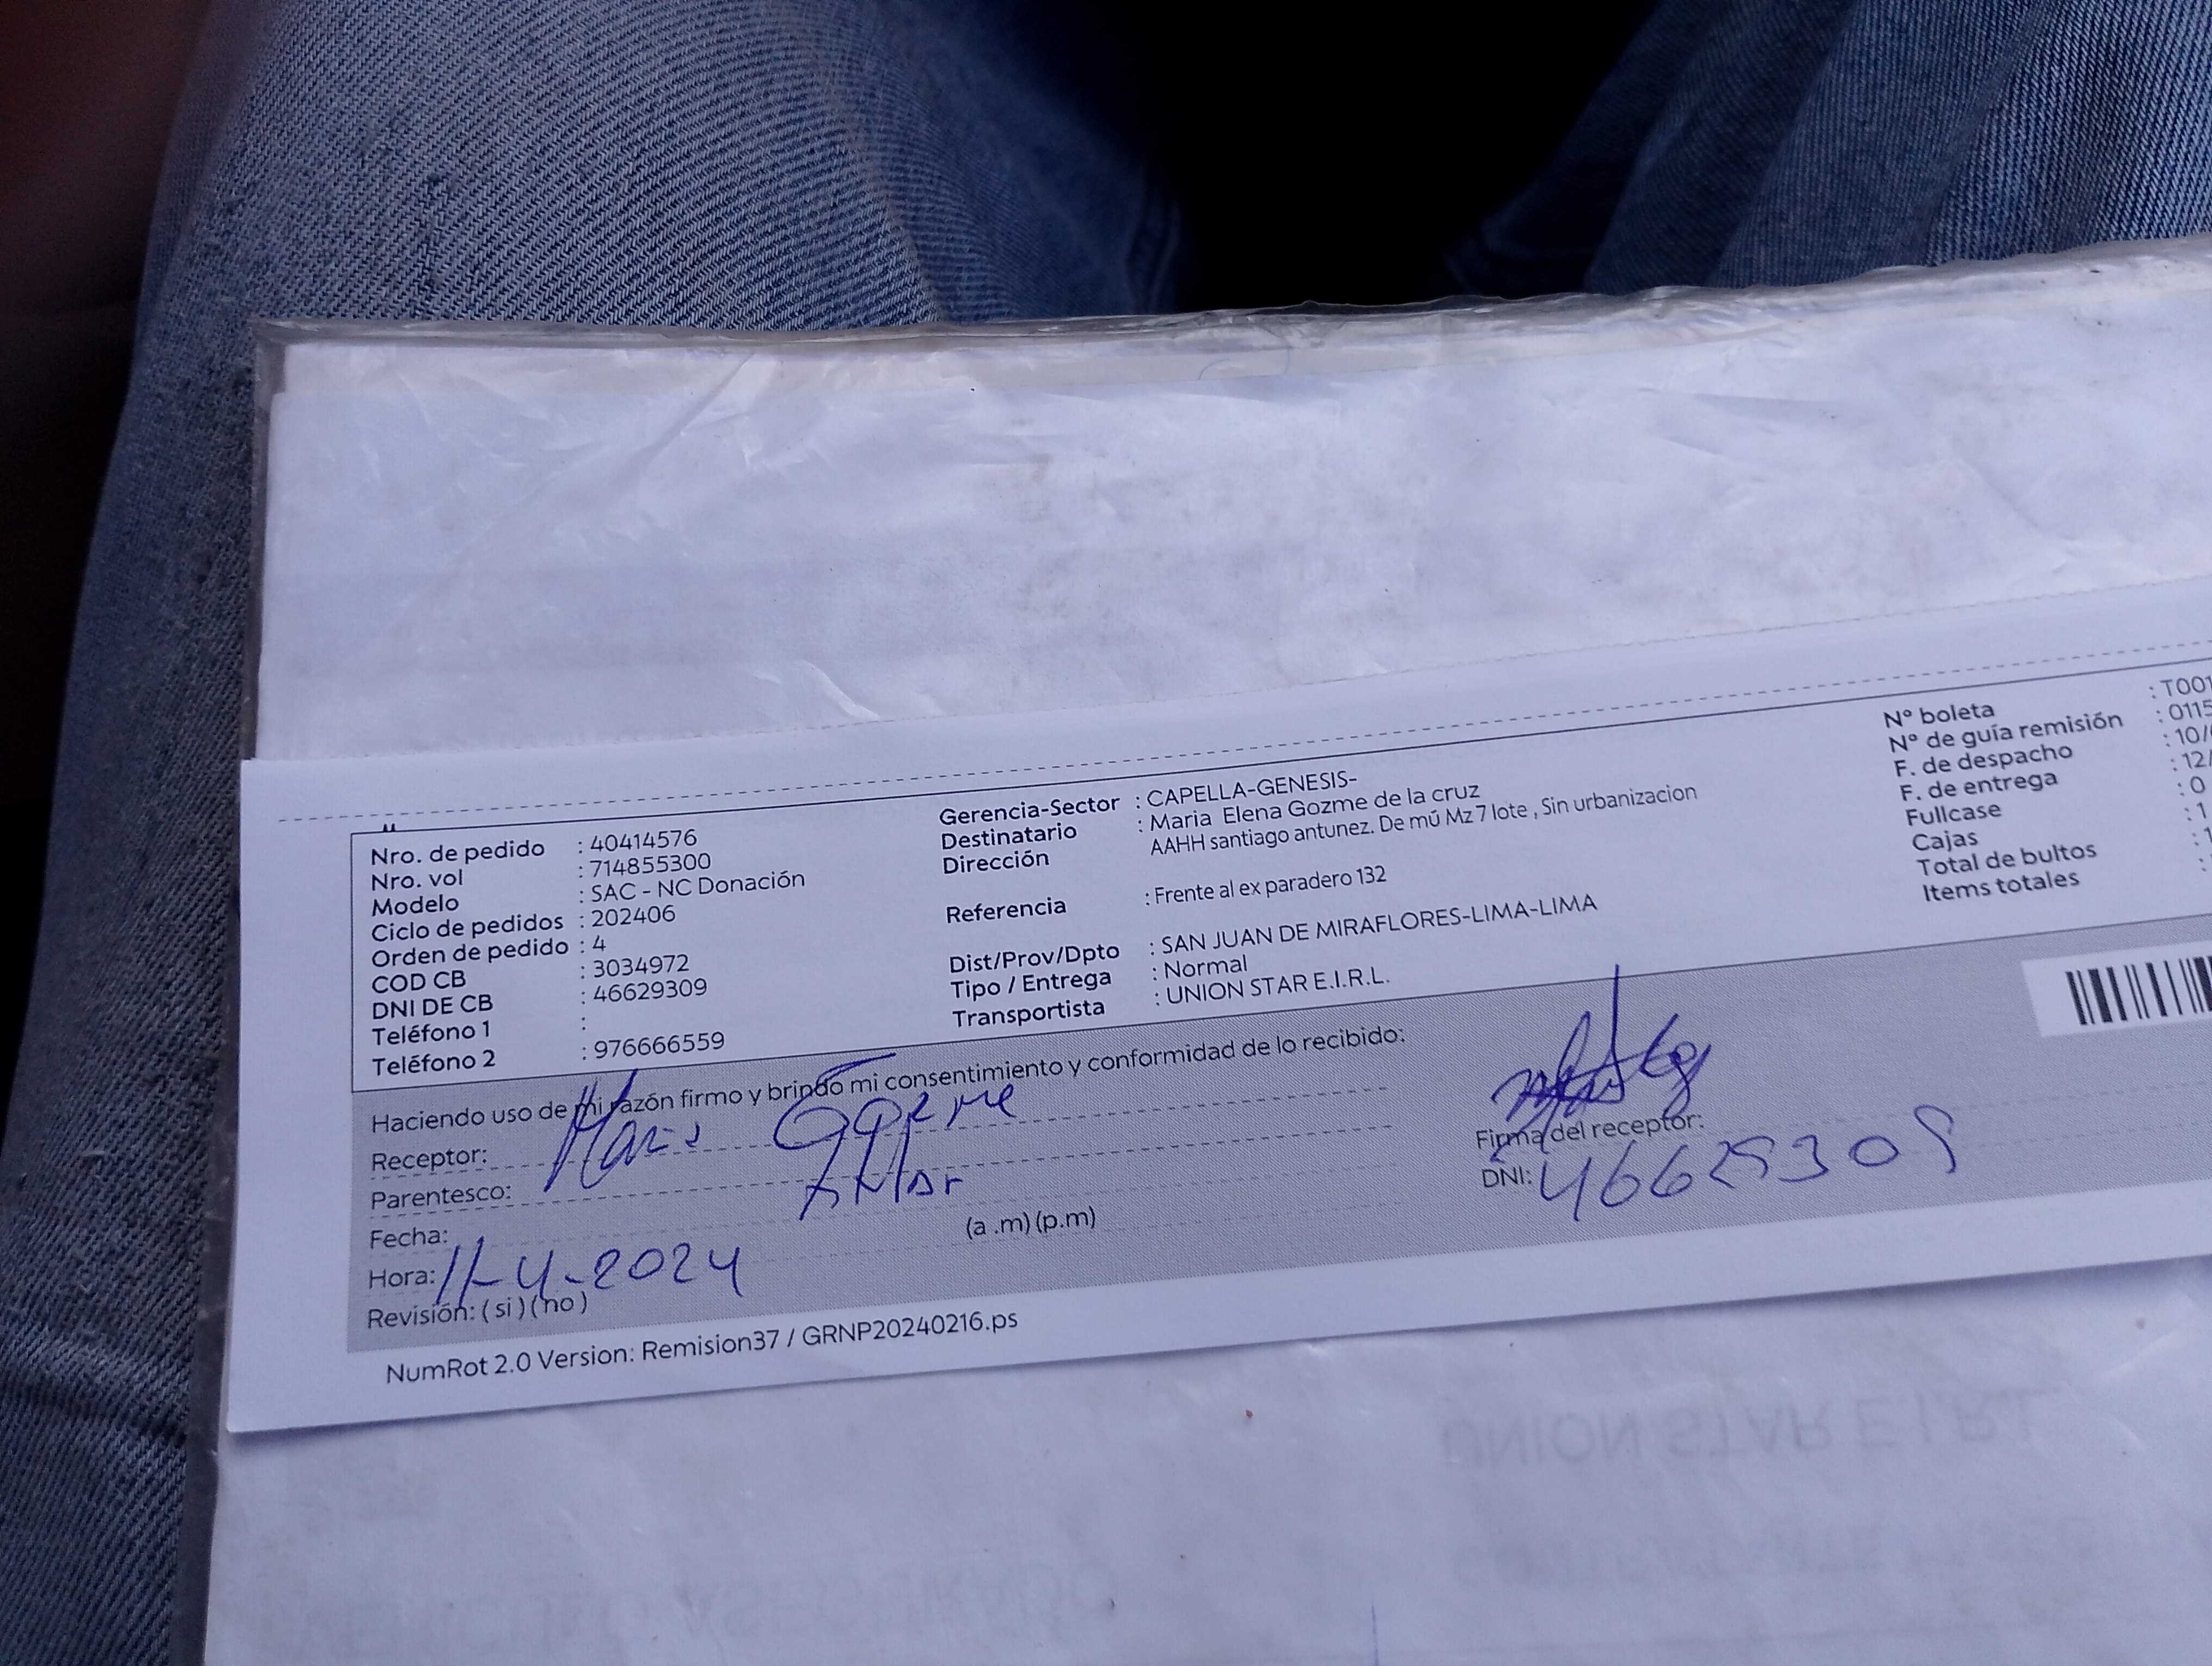 Nro. de pedido : 40414576
Nro. vol : 714855300
Modelo : SAC - NC Donación
Ciclo de pedidos : 202406
Orden de pedido : 4
COD CB : 3034972
DNI DE CB : 46629309
Teléfono 1 :
Teléfono 2 : 976666559
Gerencia-Sector : CAPELLA-GENESIS-
Destinatario : Maria Elena Gozme de la cruz
Dirección AAHH santiago antunez. De mú Mz 7 lote , Sin urbanizacion
Referencia : Frente al ex paradero 132
Dist/Prov/Dpto : SAN JUAN DE MIRAFLORES-LIMA-LIMA
Tipo / Entrega : Normal
Transportista : UNION STAR E.I.R.L.
N° boleta : T001
N° de guía remisión : 0115
F. de despacho : 10/
F. de entrega : 12/
Fullcase : 0
Cajas : 1
Total de bultos : 1
Items totales :
Haciendo uso de mi razón firmo y brindo mi consentimiento y conformidad de lo recibido:
Receptor: Maria Gozme
Parentesco:
Fecha:
Hora: 11-4-2024 (a .m) (p.m)
Revisión: ( si ) ( no )
Firma del receptor:
DNI: 46629309
NumRot 2.0 Version: Remision37 / GRNP20240216.ps
UNION STAR E.I.R.L.